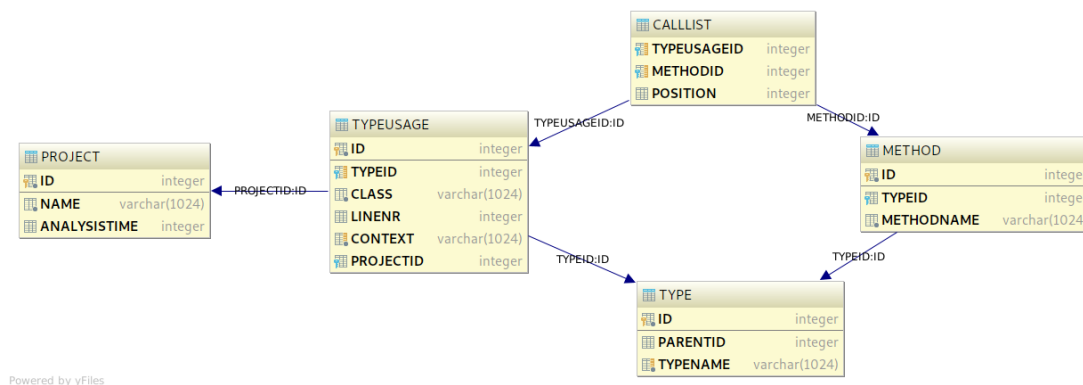 CALLLIST
TYPEUSAGEID integer
METHODID integer
POSITION integer
TYPEUSAGEID:ID
METHODID:ID
TYPEUSAGE
ID integer
TYPEID integer
CLASS varchar(1024)
LINENR integer
CONTEXT varchar(1024)
PROJECTID integer
PROJECT
ID integer
NAME varchar(1024)
ANALYSISTIME integer
PROJECTID:ID
METHOD
ID intege
TYPEID intege
METHODNAME varchar(1024
TYPEID:ID
TYPEID:ID
TYPE
ID integer
PARENTID integer
TYPENAME varchar(1024)
Powered by yFiles